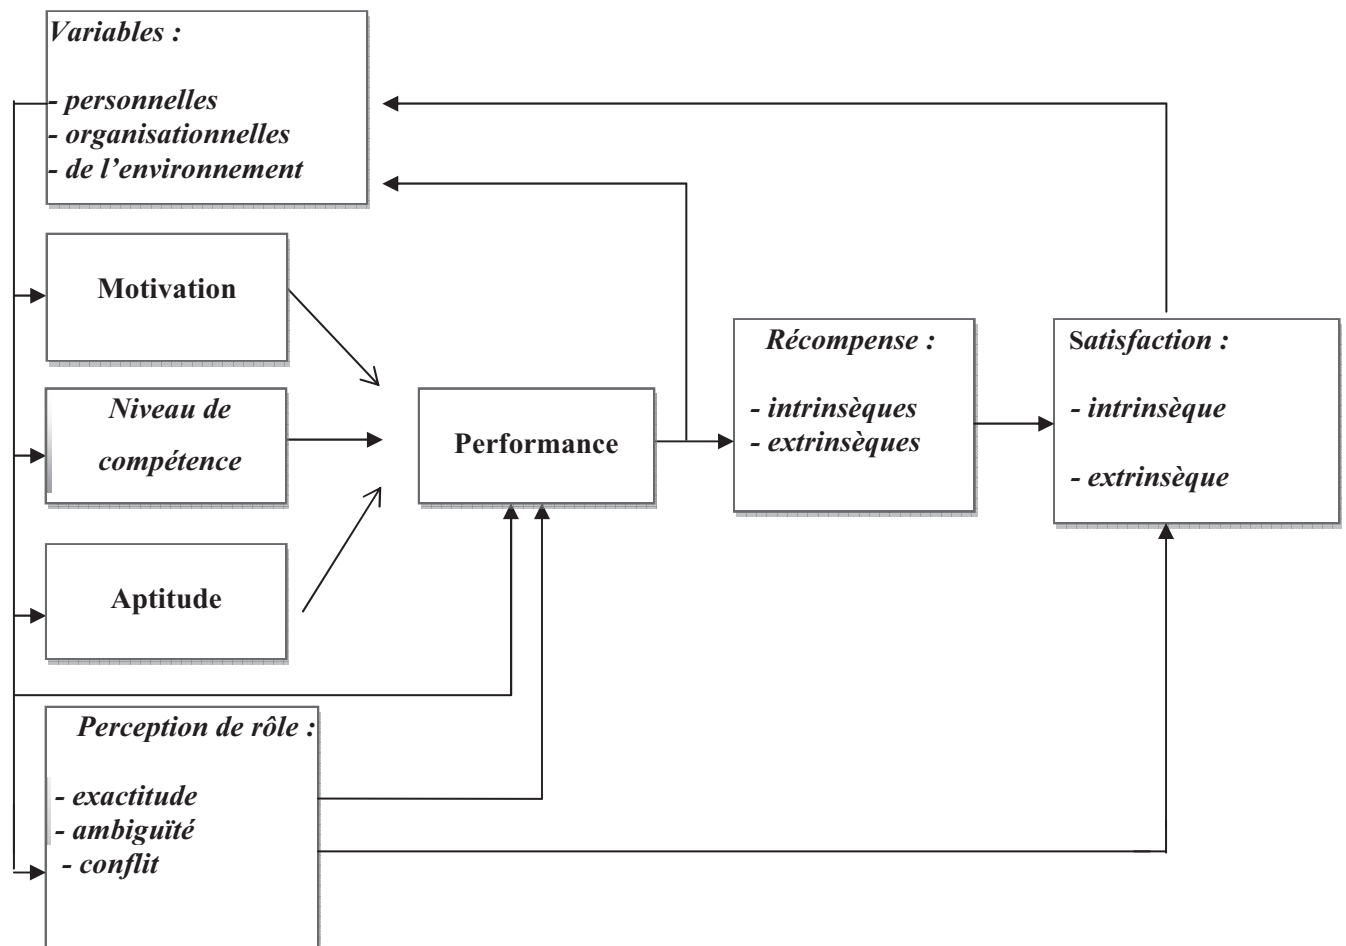 Variables :
- personnelles
- organisationnelles
- de l’environnement
Motivation
Niveau de
compétence
Aptitude
Performance
Récompense :
- intrinsèques
- extrinsèques
Satisfaction :
- intrinsèque
- extrinsèque
Perception de rôle :
- exactitude
- ambiguïté
- conflit